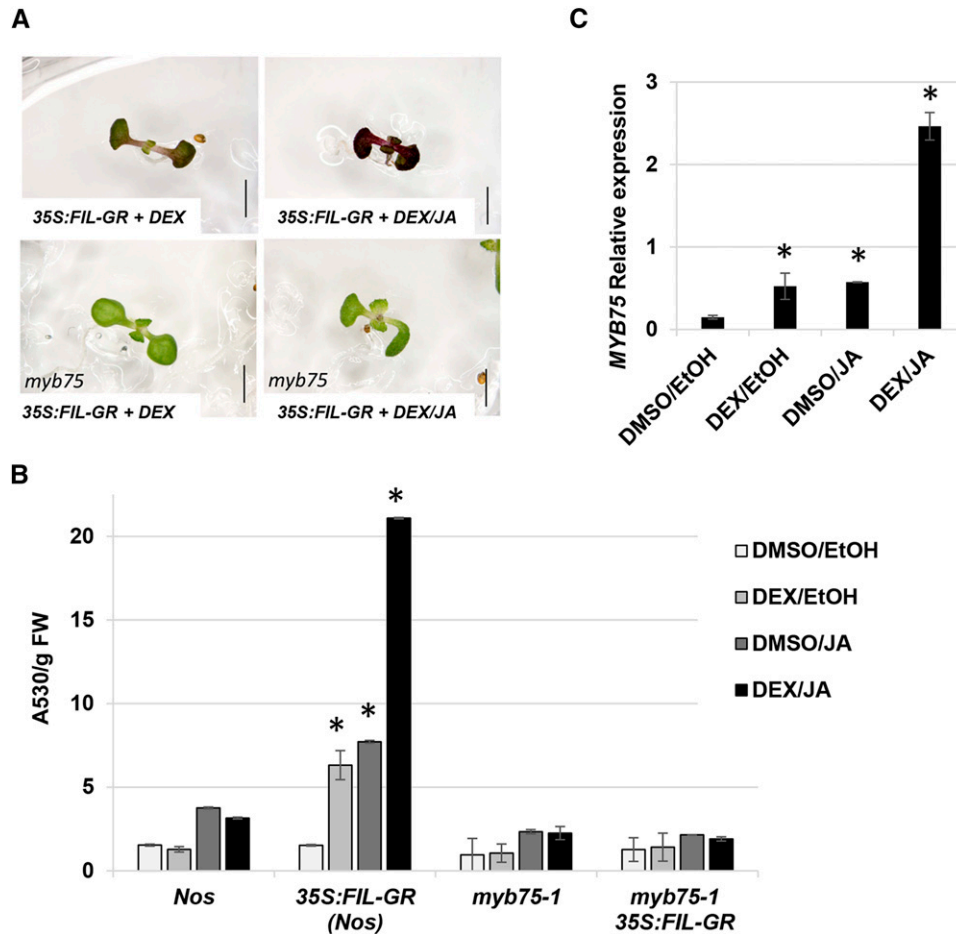 A
35S:FIL-GR + DEX
35S:FIL-GR + DEX/JA
myb75
35S:FIL-GR + DEX
myb75
35S:FIL-GR + DEX/JA
C
MYB75 Relative expression
3
2
1
0
*
*
*
DMSO/EtOH
DEX/EtOH
DMSO/JA
DEX/JA
B
A530/g FW
20
15
10
5
0
*
*
*
Nos
35S:FIL-GR
(Nos)
myb75-1
myb75-1
35S:FIL-GR
DMSO/EtOH
DEX/EtOH
DMSO/JA
DEX/JA